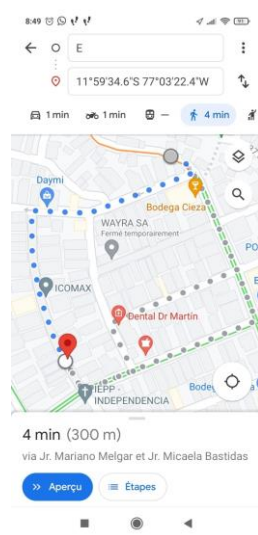 8:49
E
11°59'34.6"S 77°03'22.4"W
1 min
1 min
—
4 min
Daymi
Bodega Cieza
WAYRA SA
Fermé temporairement
PO
ICOMAX
Dental Dr Martin
IEPP -
INDEPENDENCIA
Bode
4 min (300 m)
via Jr. Mariano Melgar et Jr. Micaela Bastidas
Aperçu
Étapes